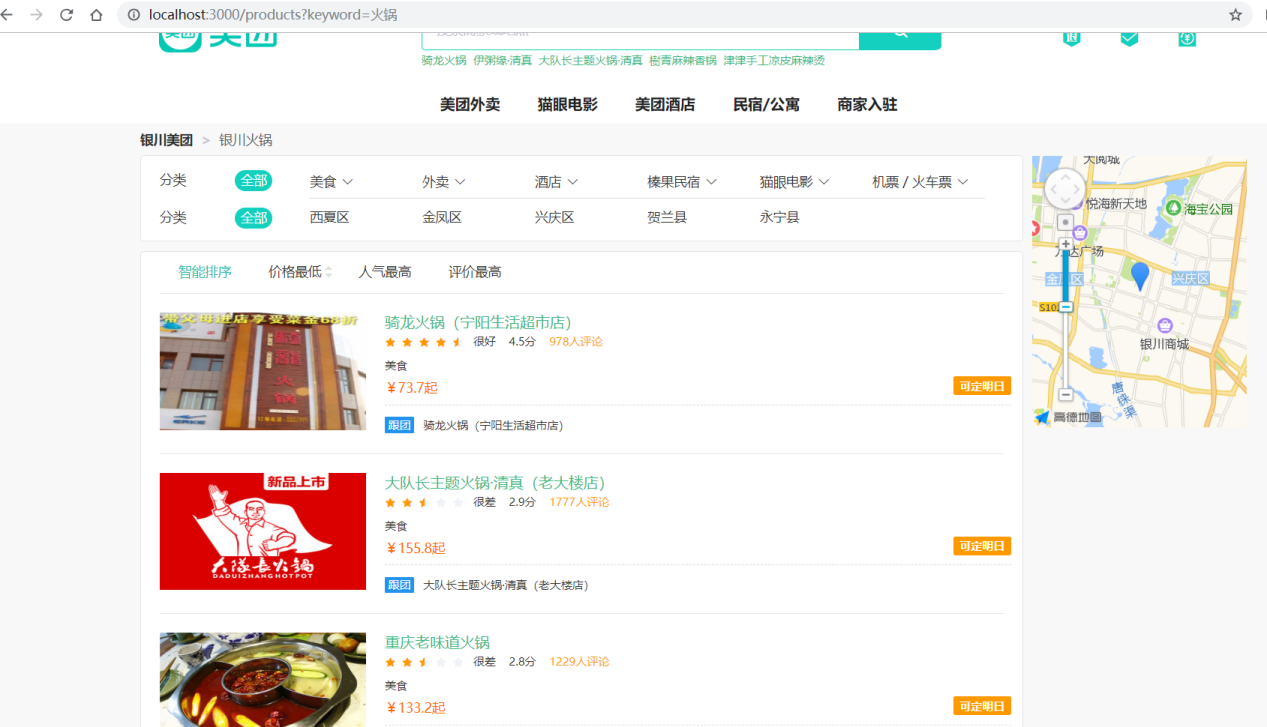 localhost:3000/products?keyword=火锅
美团
骑龙火锅 伊粥缘·清真 大队长主题火锅·清真 樹青麻辣香锅 津津手工凉皮麻辣烫
美团外卖 猫眼电影 美团酒店 民宿/公寓 商家入驻
银川美团 > 银川火锅
分类 全部 美食 外卖 酒店 榛果民宿 猫眼电影 机票 / 火车票
分类 全部 西夏区 金凤区 兴庆区 贺兰县 永宁县
智能排序 价格最低 人气最高 评价最高
骑龙火锅（宁阳生活超市店）
很好 4.5分 978人评论
美食
￥73.7起
可定明日
跟团 骑龙火锅（宁阳生活超市店）
新品上市
大隊長火锅
DADUIZHANGHOTPOT
大队长主题火锅·清真（老大楼店）
很差 2.9分 1777人评论
美食
￥155.8起
可定明日
跟团 大队长主题火锅·清真（老大楼店）
重庆老味道火锅
很差 2.8分 1229人评论
美食
￥133.2起
可定明日
大阅城
悦海新天地
海宝公园
万达广场
兴庆区
银川商城
唐徕渠
高德地图